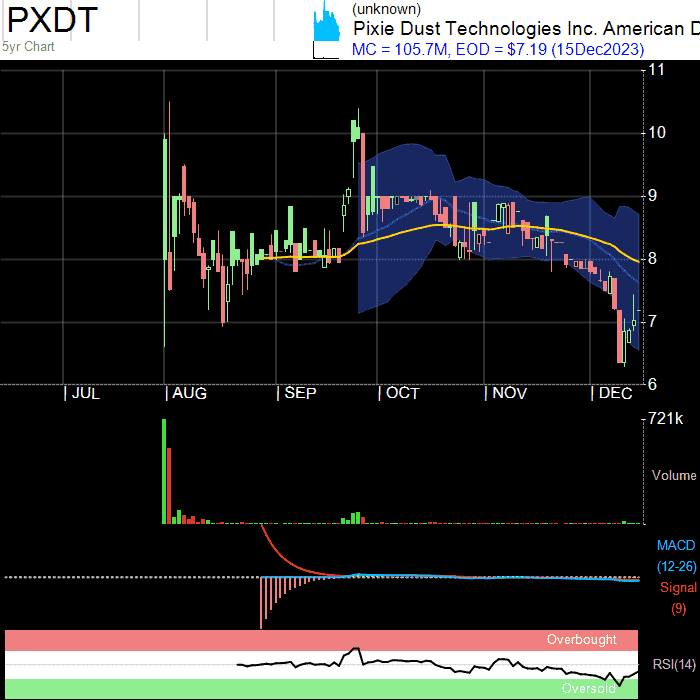 PXDT
5yr Chart
(unknown)
Pixie Dust Technologies Inc. American D
MC = 105.7M, EOD = $7.19 (15Dec2023)
11
10
9
8
7
6
| JUL | AUG | SEP | OCT | NOV | DEC
721k
Volume
MACD
(12-26)
Signal
(9)
Overbought
RSI(14)
Oversold